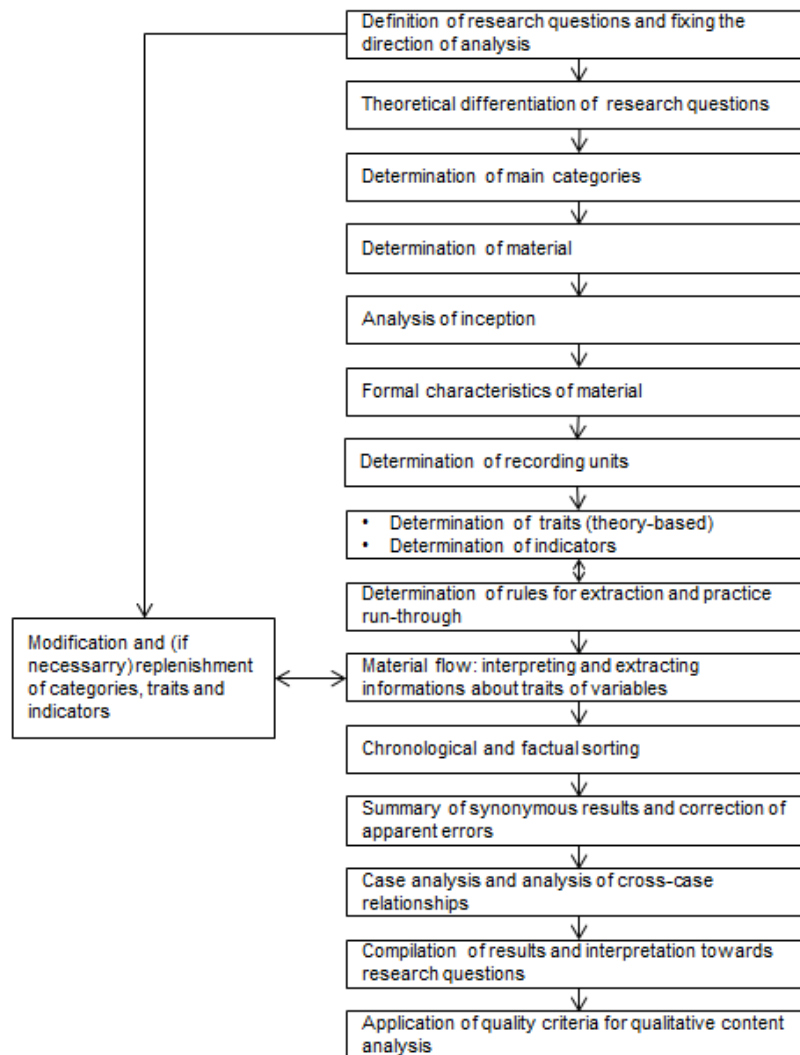 Definition of research questions and fixing the
direction of analysis
Theoretical differentiation of research questions
Determination of main categories
Determination of material
Analysis of inception
Formal characteristics of material
Determination of recording units
• Determination of traits (theory-based)
• Determination of indicators
Determination of rules for extraction and practice
run-through
Modification and (if
necessarry) replenishment
of categories, traits and
indicators
Material flow: interpreting and extracting
informations about traits of variables
Chronological and factual sorting
Summary of synonymous results and correction of
apparent errors
Case analysis and analysis of cross-case
relationships
Compilation of results and interpretation towards
research questions
Application of quality criteria for qualitative content
analysis